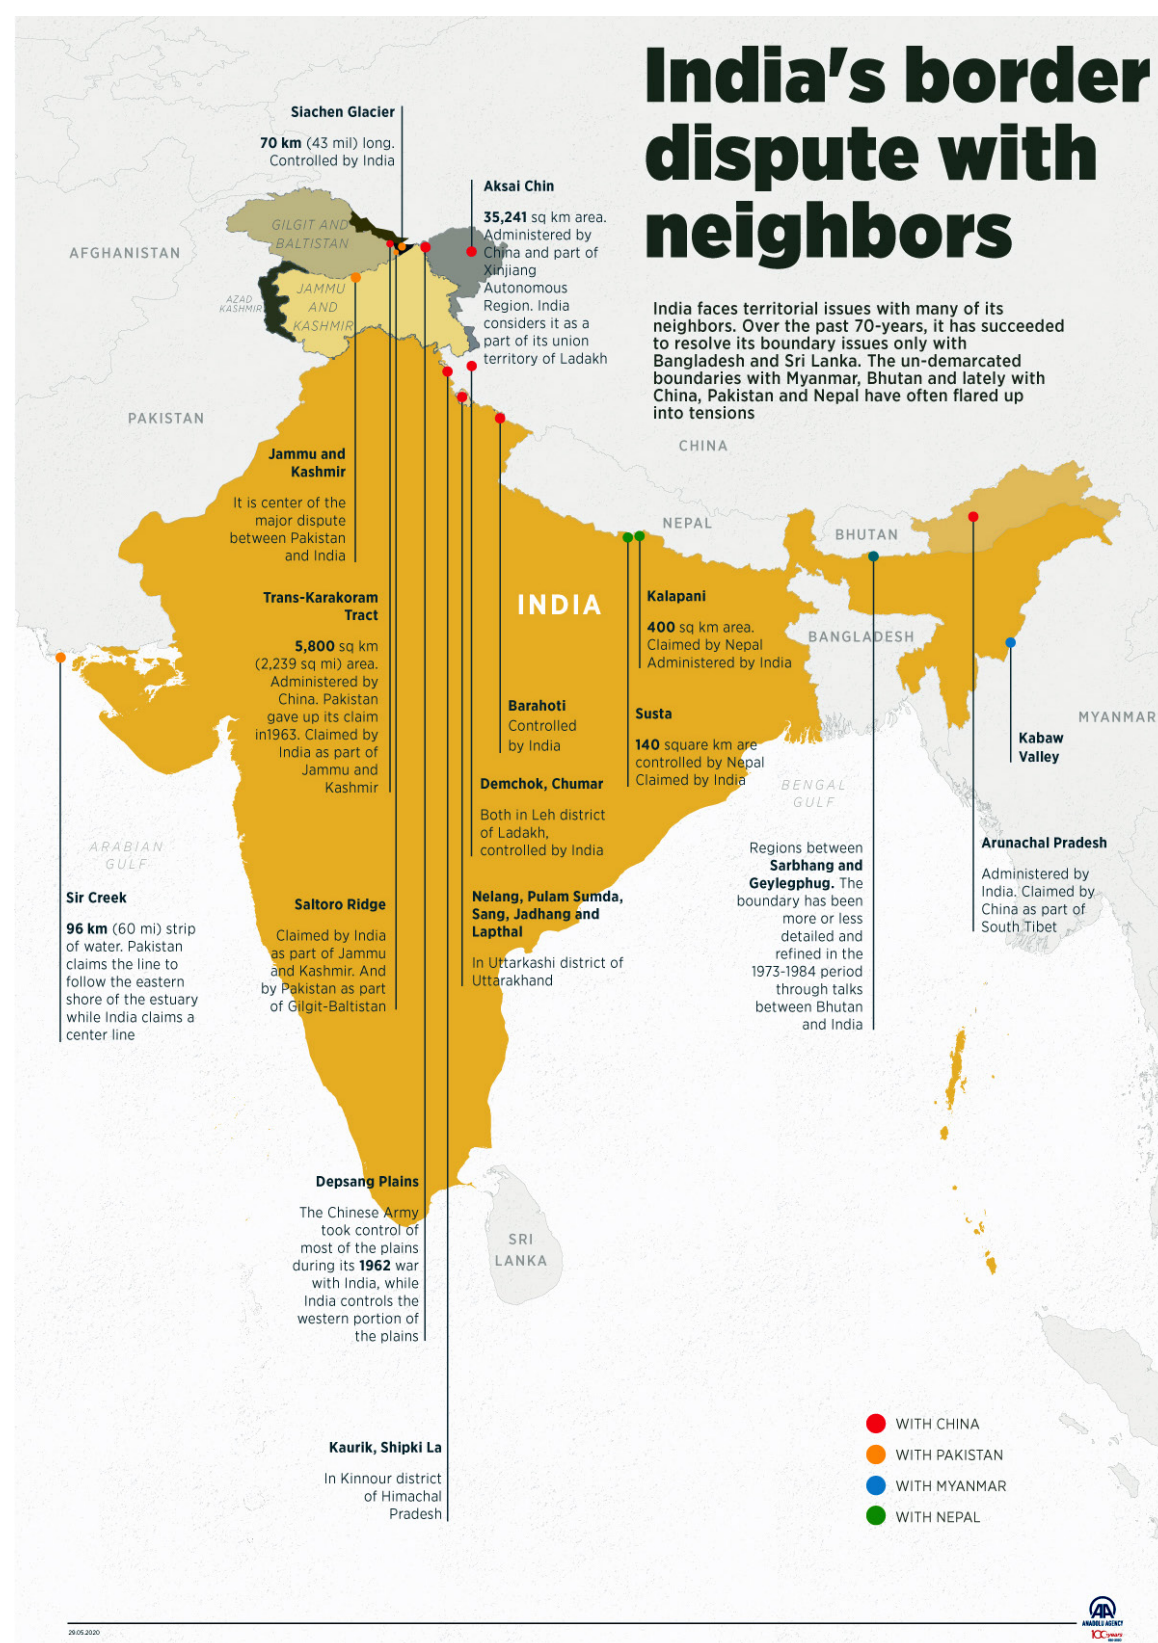 India's border
dispute with
neighbors
India faces territorial issues with many of its
neighbors. Over the past 70-years, it has succeeded
to resolve its boundary issues only with
Bangladesh and Sri Lanka. The un-demarcated
boundaries with Myanmar, Bhutan and lately with
China, Pakistan and Nepal have often flared up
into tensions
Siachen Glacier
70 km (43 mil) long.
Controlled by India
Aksai Chin
35,241 sq km area.
Administered by
China and part of
Xinjiang
Autonomous
Region. India
considers it as a
part of its union
territory of Ladakh
GILGIT AND
BALTISTAN
AFGHANISTAN
AZAD
KASHMIR
JAMMU
AND
KASHMIR
PAKISTAN
CHINA
Jammu and
Kashmir
It is center of the
major dispute
between Pakistan
and India
NEPAL
BHUTAN
INDIA
Trans-Karakoram
Tract
5,800 sq km
(2,239 sq mi) area.
Administered by
China. Pakistan
gave up its claim
in1963. Claimed by
India as part of
Jammu and
Kashmir
Kalapani
400 sq km area.
Claimed by Nepal
Administered by India
BANGLADESH
MYANMAR
Barahoti
Controlled
by India
Susta
140 square km are
controlled by Nepal
Claimed by India
Kabaw
Valley
BENGAL
GULF
Demchok, Chumar
Both in Leh district
of Ladakh,
controlled by India
ARABIAN
GULF
Sir Creek
96 km (60 mi) strip
of water. Pakistan
claims the line to
follow the eastern
shore of the estuary
while India claims a
center line
Saltoro Ridge
Claimed by India
as part of Jammu
and Kashmir. And
by Pakistan as part
of Gilgit-Baltistan
Nelang, Pulam Sumda,
Sang, Jadhang and
Lapthal
In Uttarkashi district of
Uttarakhand
Regions between
Sarbhang and
Geylegphug. The
boundary has been
more or less
detailed and
refined in the
1973-1984 period
through talks
between Bhutan
and India
Arunachal Pradesh
Administered by
India. Claimed by
China as part of
South Tibet
Depsang Plains
The Chinese Army
took control of
most of the plains
during its 1962 war
with India, while
India controls the
western portion of
the plains
SRI
LANKA
Kaurik, Shipki La
In Kinnour district
of Himachal
Pradesh
WITH CHINA
WITH PAKISTAN
WITH MYANMAR
WITH NEPAL
29.05.2020
AA
ANADOLU AGENCY
100 years